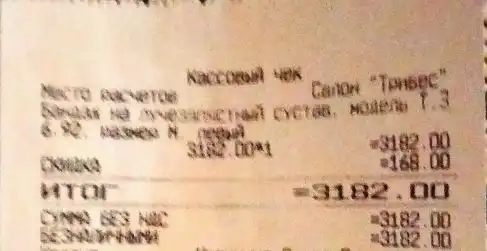 Кассовый чек
Место расчетов Салон "Тривес"
Бандаж на лучезапястный сустав, модель Т.3
6.92, размер М, левый
3182.00*1 =3182.00
СКИДКА =168.00
ИТОГ =3182.00
СУММА БЕЗ НДС =3182.00
БЕЗНАЛИЧНЫМИ =3182.00